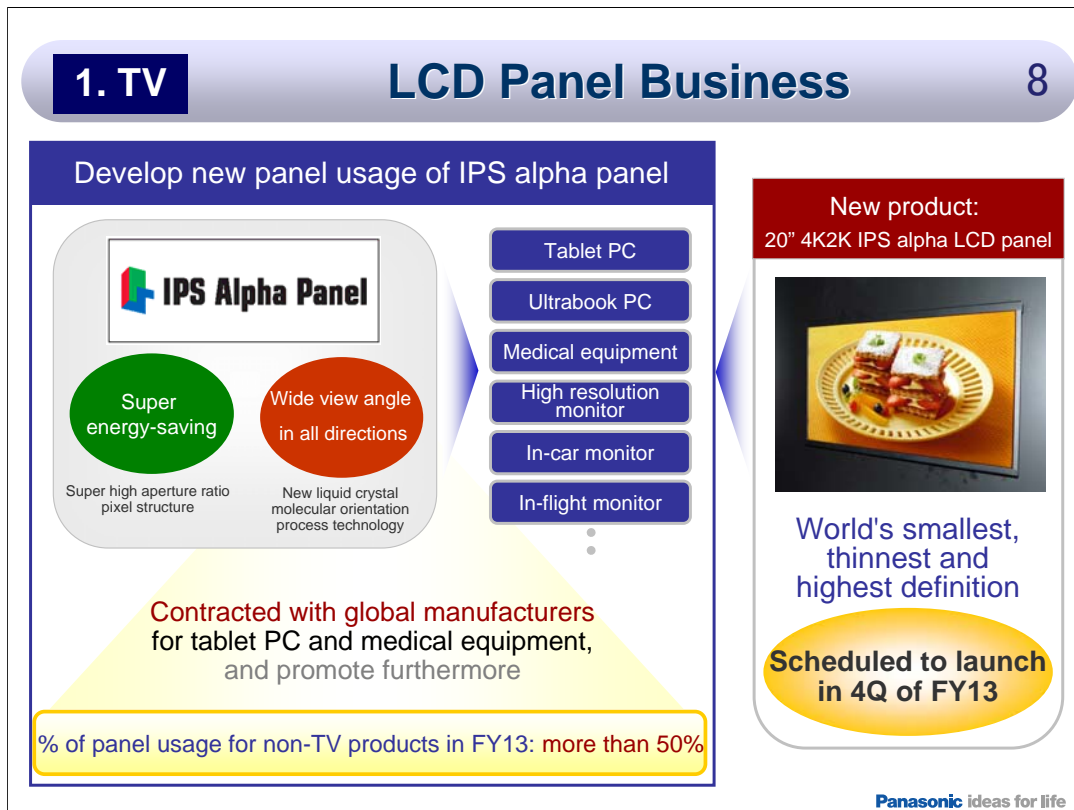 1. TV
LCD Panel Business
8
Develop new panel usage of IPS alpha panel
IPS Alpha Panel
Super
energy-saving
Super high aperture ratio
pixel structure
Wide view angle
in all directions
New liquid crystal
molecular orientation
process technology
Tablet PC
Ultrabook PC
Medical equipment
High resolution
monitor
In-car monitor
In-flight monitor
Contracted with global manufacturers
for tablet PC and medical equipment,
and promote furthermore
% of panel usage for non-TV products in FY13: more than 50%
New product:
20” 4K2K IPS alpha LCD panel
World's smallest,
thinnest and
highest definition
Scheduled to launch
in 4Q of FY13
Panasonic ideas for life